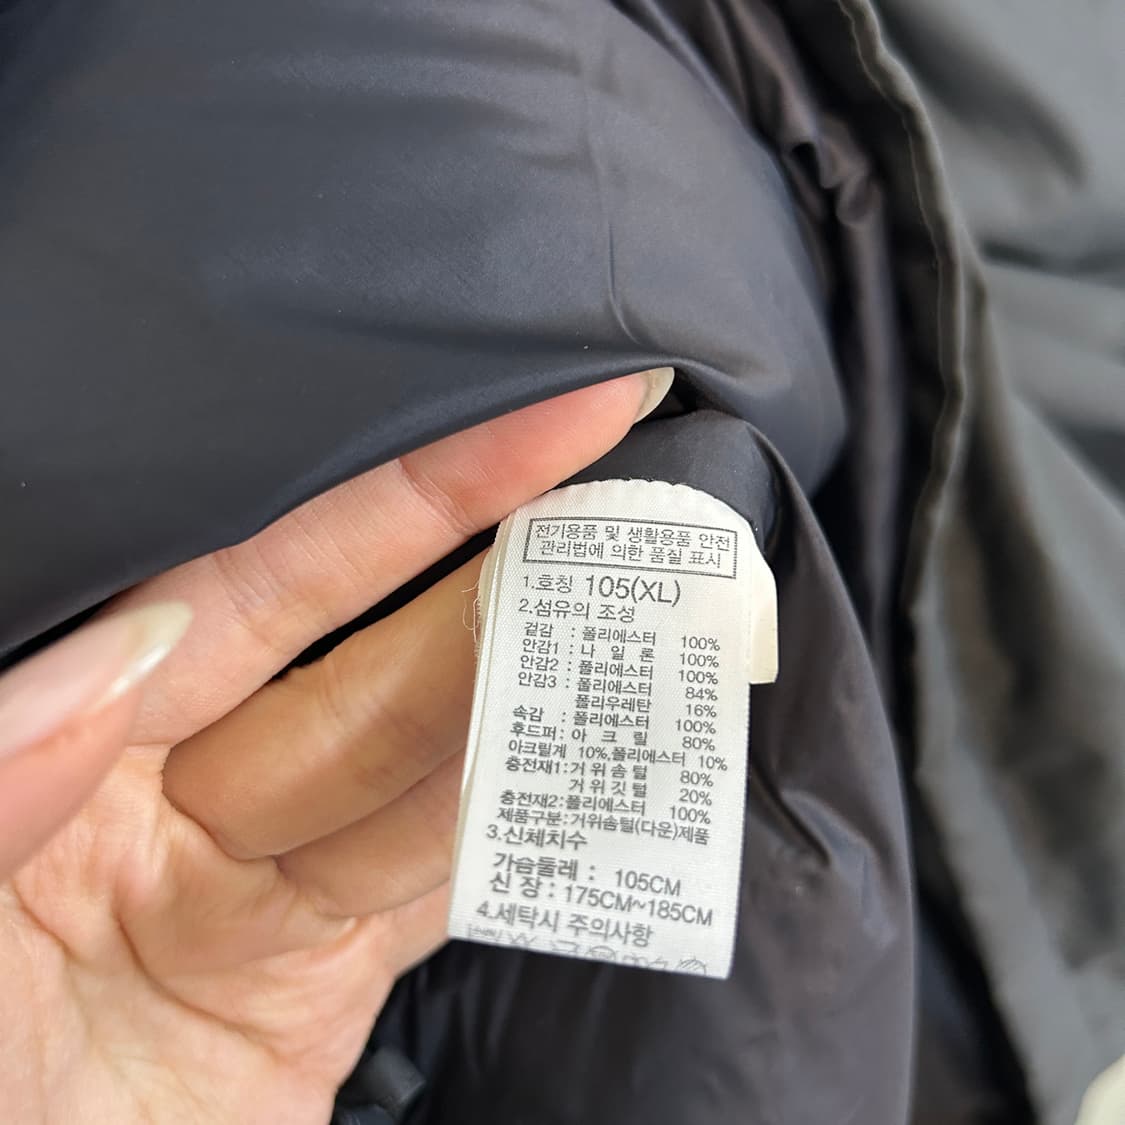 전기용품 및 생활용품 안전
관리법에 의한 품질 표시
1.호칭 105(XL)
2.섬유의 조성
겉감 : 폴리에스터 100%
안감1 : 나 일 론 100%
안감2 : 폴리에스터 100%
안감3 : 폴리에스터 84%
폴리우레탄 16%
속감 : 폴리에스터 100%
후드퍼: 아 크 릴 80%
아크릴계 10%,폴리에스터 10%
충전재1:거 위 솜 털 80%
거 위 깃 털 20%
충전재2:폴리에스터 100%
제품구분:거위솜털(다운)제품
3.신체치수
가슴둘레 : 105CM
신 장 : 175CM~185CM
4.세탁시 주의사항